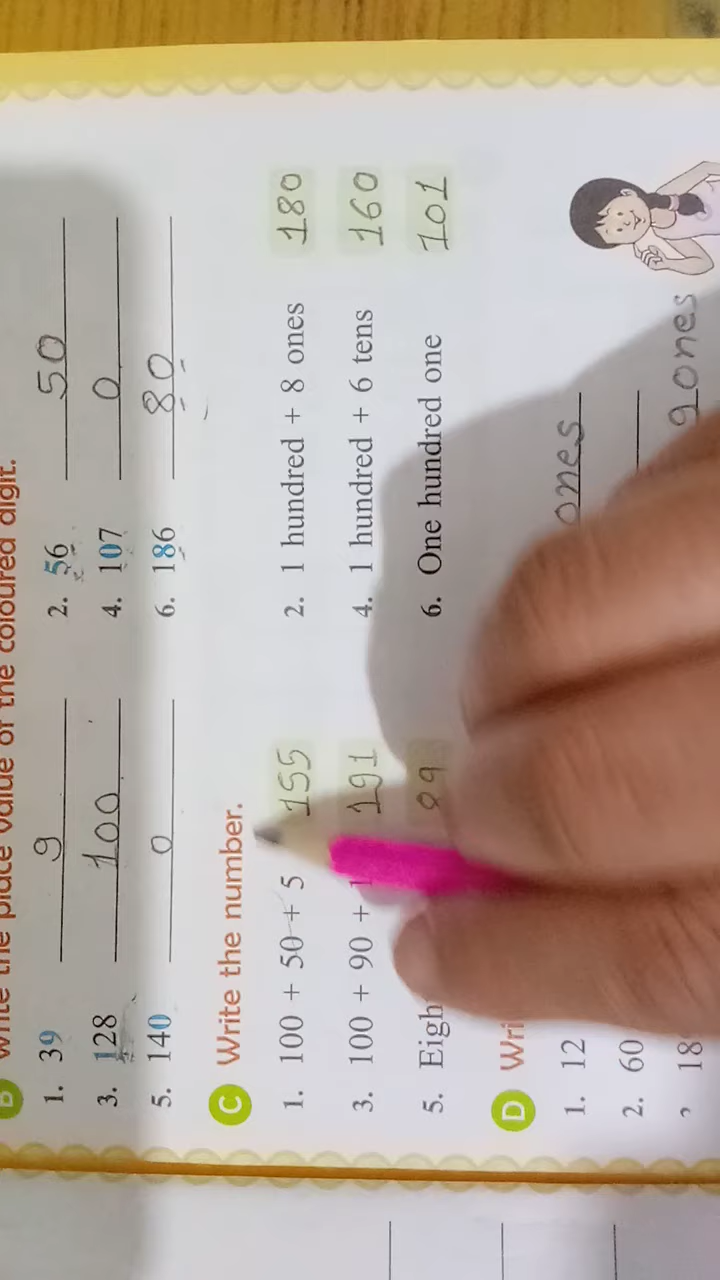 B Write the place value of the coloured digit.
1. 39 9 2. 56 50
3. 128 100 4. 107 0
5. 140 0 6. 186 80
C Write the number.
1. 100 + 50 + 5 155 2. 1 hundred + 8 ones 180
3. 100 + 90 + 1 191 4. 1 hundred + 6 tens 160
5. Eigh 89 6. One hundred one 101
D Wri
1. 12 ones
2. 60
18 9ones